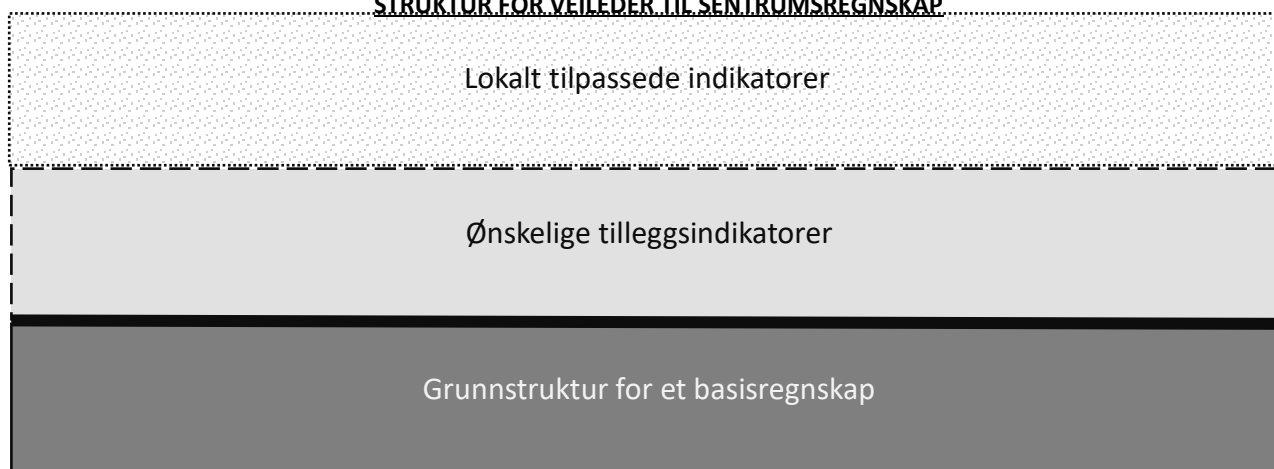 STRUKTUR FOR VEILEDER TIL SENTRUMSREGNSKAP
Lokalt tilpassede indikatorer
Ønskelige tilleggsindikatorer
Grunnstruktur for et basisregnskap